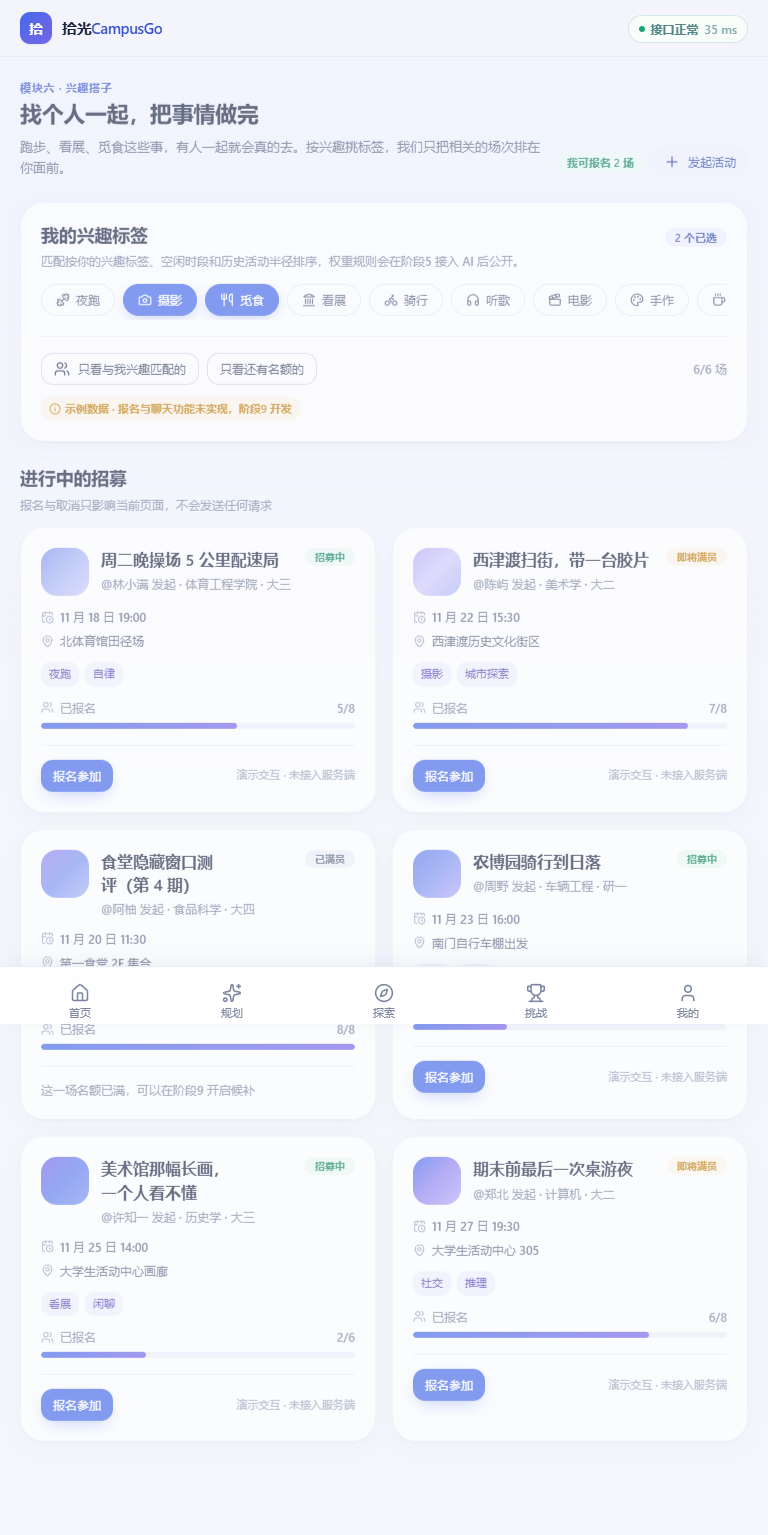 拾 拾光CampusGo
接口正常 35 ms
模块六 · 兴趣搭子
找个人一起，把事情做完
跑步、看展、觅食这些事，有人一起就会真的去。按兴趣挑标签，我们只把相关的场次排在
你面前。
我可报名 2 场
发起活动
我的兴趣标签
2 个已选
匹配按你的兴趣标签、空闲时段和历史活动半径排序，权重规则会在阶段5 接入 AI 后公开。
夜跑 摄影 觅食 看展 骑行 听歌 电影 手作
只看与我兴趣匹配的 只看还有名额的 6/6 场
示例数据 · 报名与聊天功能未实现，阶段9 开发
进行中的招募
报名与取消只影响当前页面，不会发送任何请求
周二晚操场 5 公里配速局 招募中
@林小满 发起 · 体育工程学院 · 大三
11 月 18 日 19:00
北体育馆田径场
夜跑 自律
已报名 5/8
报名参加 演示交互 · 未接入服务端
西津渡扫街，带一台胶片 即将满员
@陈屿 发起 · 美术学 · 大二
11 月 22 日 15:30
西津渡历史文化街区
摄影 城市探索
已报名 7/8
报名参加 演示交互 · 未接入服务端
食堂隐藏窗口测
评（第 4 期） 已满员
@阿柚 发起 · 食品科学 · 大四
11 月 20 日 11:30
第一食堂 2F 集合
已报名 8/8
这一场名额已满，可以在阶段9 开启候补
农博园骑行到日落 招募中
@周野 发起 · 车辆工程 · 研一
11 月 23 日 16:00
南门自行车棚出发
报名参加 演示交互 · 未接入服务端
首页 规划 探索 挑战 我的
美术馆那幅长画，
一个人看不懂 招募中
@许知一 发起 · 历史学 · 大三
11 月 25 日 14:00
大学生活动中心画廊
看展 闲聊
已报名 2/6
报名参加 演示交互 · 未接入服务端
期末前最后一次桌游夜 即将满员
@郑北 发起 · 计算机 · 大二
11 月 27 日 19:30
大学生活动中心 305
社交 推理
已报名 6/8
报名参加 演示交互 · 未接入服务端